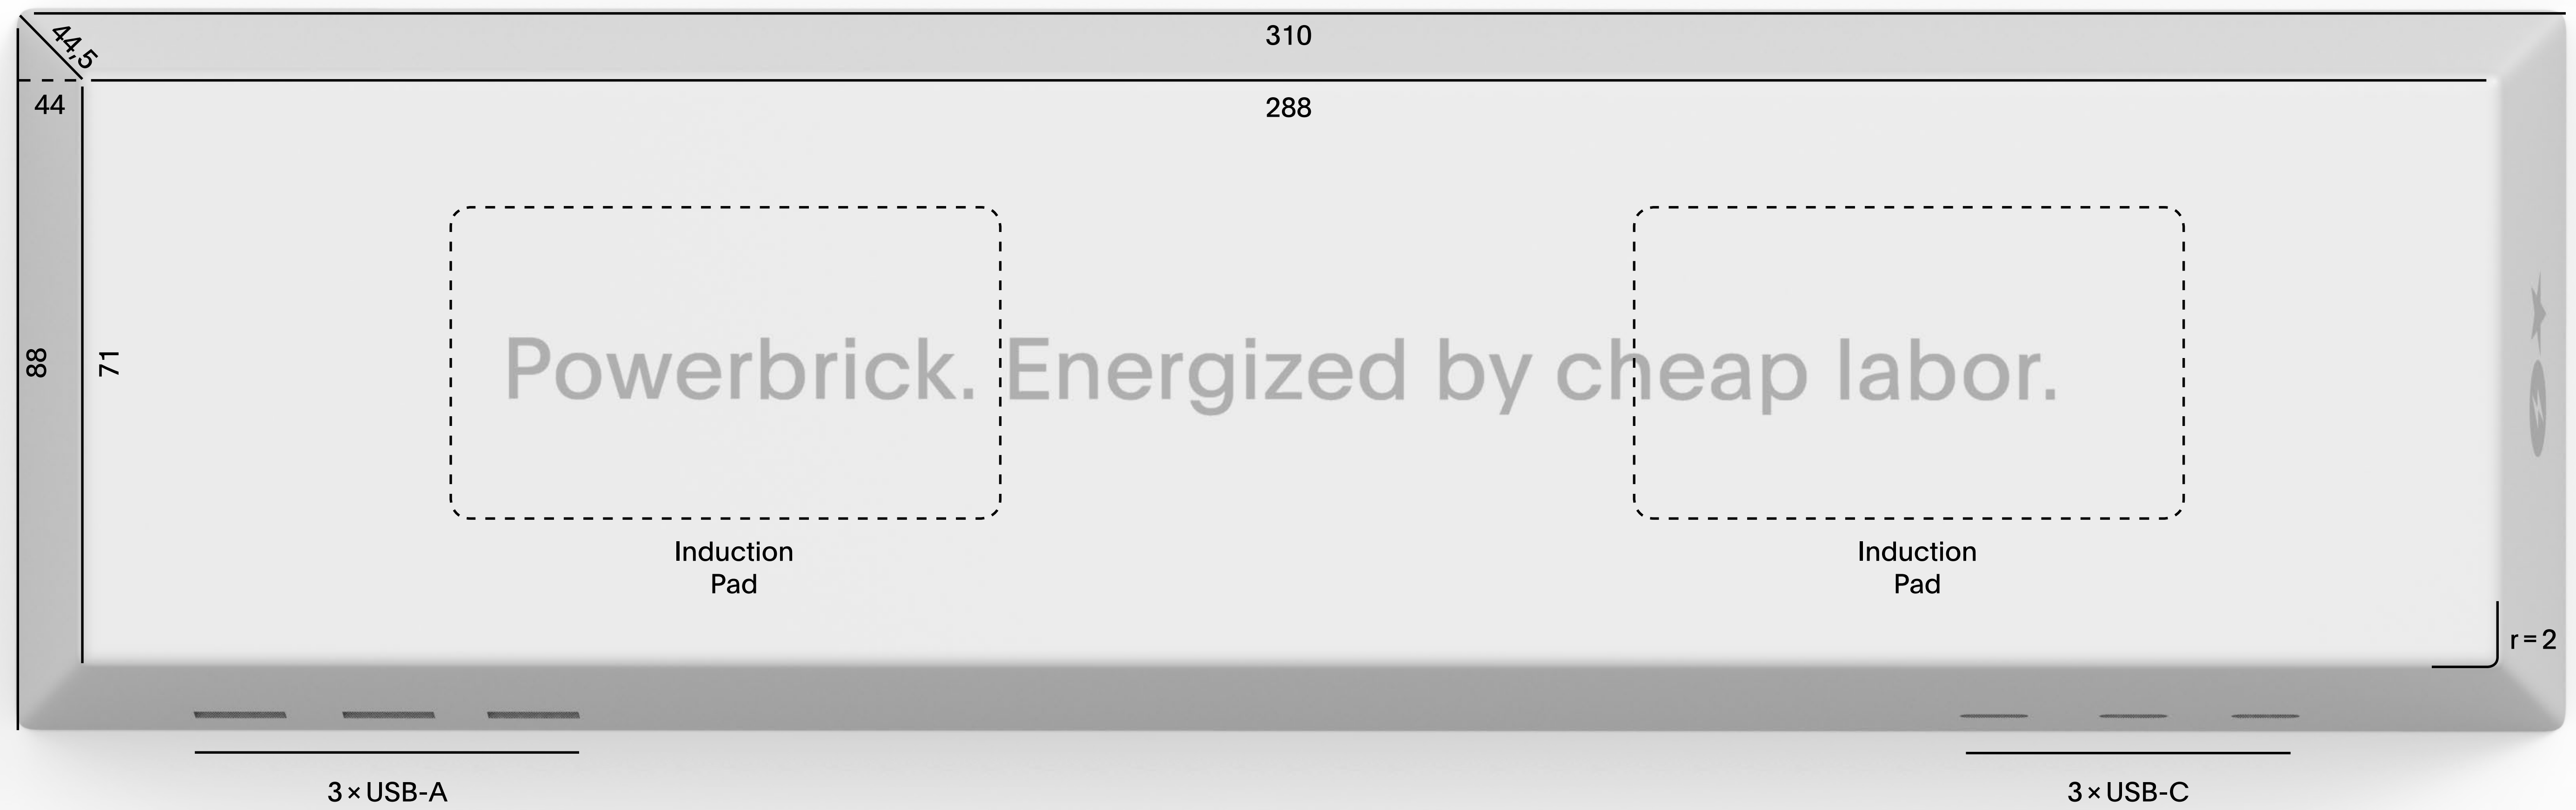 310
44,5
44
288
88
71
Powerbrick. Energized by cheap labor.
Induction
Pad
Induction
Pad
r=2
3×USB-A
3×USB-C